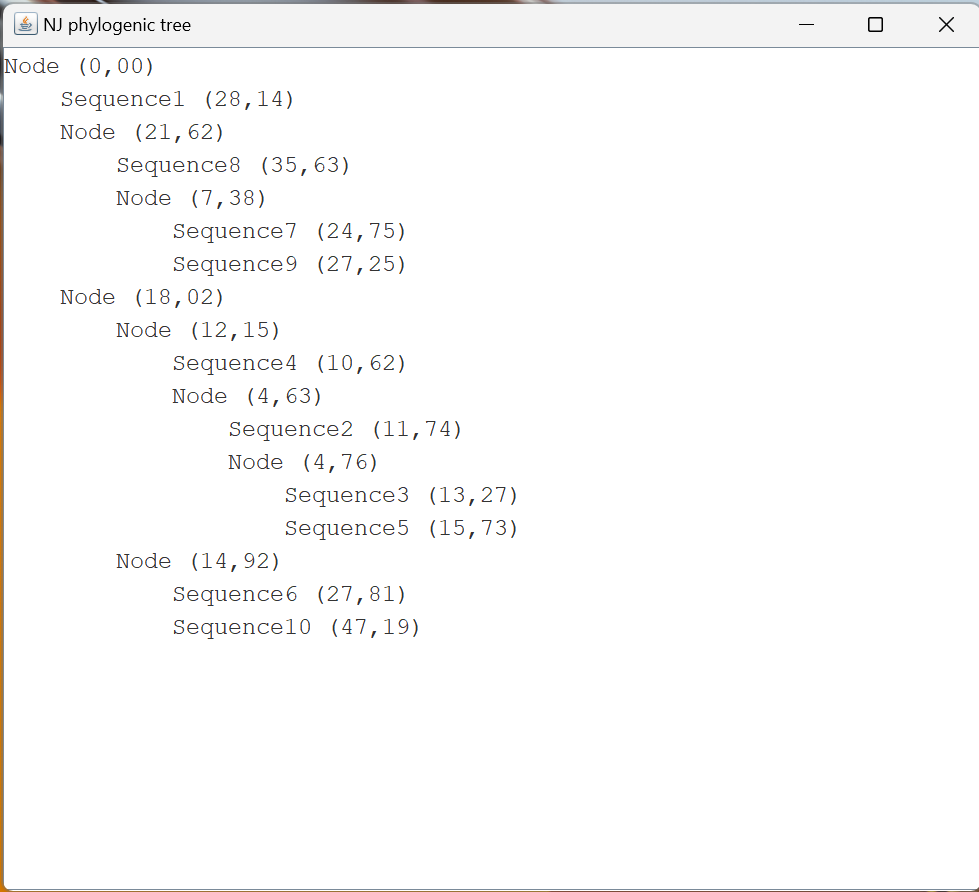 NJ phylogenic tree
Node (0,00)
    Sequence1 (28,14)
    Node (21,62)
        Sequence8 (35,63)
        Node (7,38)
            Sequence7 (24,75)
            Sequence9 (27,25)
    Node (18,02)
        Node (12,15)
            Sequence4 (10,62)
            Node (4,63)
                Sequence2 (11,74)
                Node (4,76)
                    Sequence3 (13,27)
                    Sequence5 (15,73)
        Node (14,92)
            Sequence6 (27,81)
            Sequence10 (47,19)